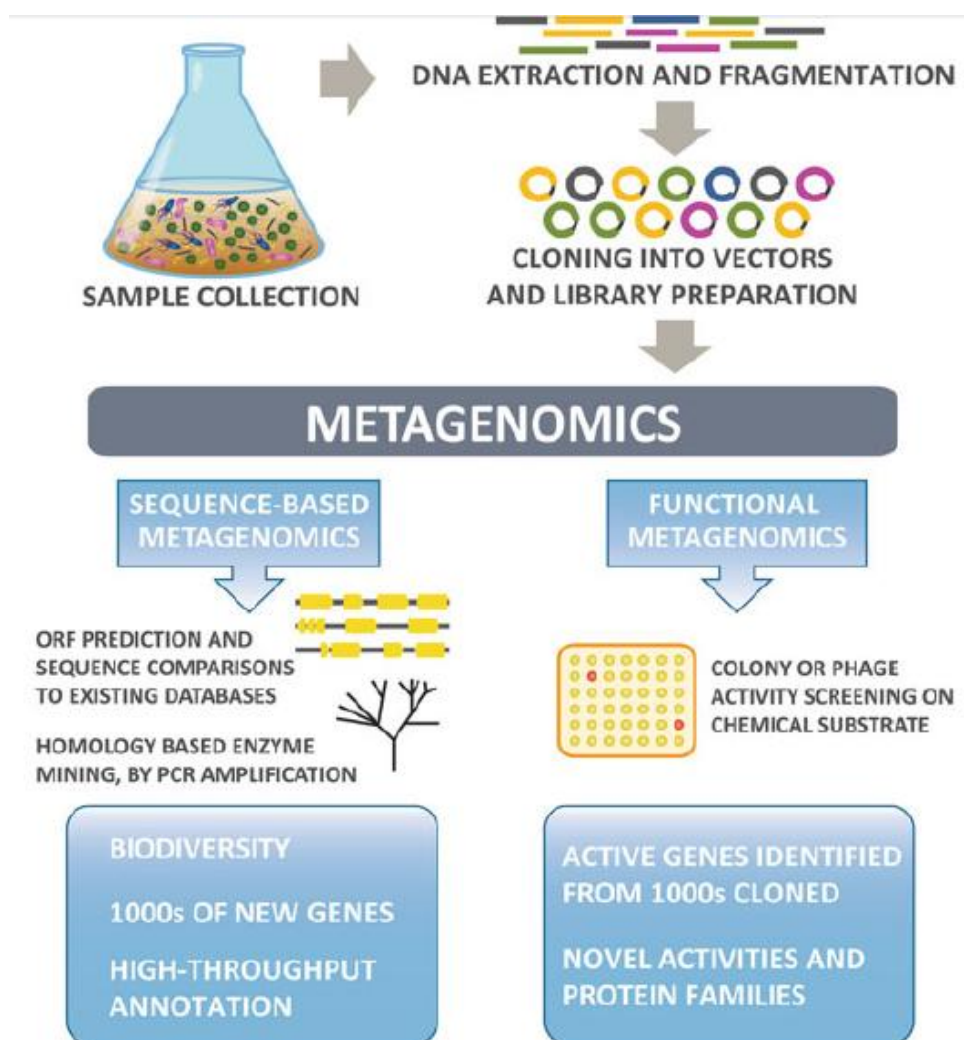 DNA EXTRACTION AND FRAGMENTATION
SAMPLE COLLECTION
CLONING INTO VECTORS
AND LIBRARY PREPARATION
METAGENOMICS
SEQUENCE-BASED
METAGENOMICS
ORF PREDICTION AND
SEQUENCE COMPARISONS
TO EXISTING DATABASES
HOMOLOGY BASED ENZYME
MINING, BY PCR AMPLIFICATION
BIODIVERSITY
1000s OF NEW GENES
HIGH-THROUGHPUT
ANNOTATION
FUNCTIONAL
METAGENOMICS
COLONY OR PHAGE
ACTIVITY SCREENING ON
CHEMICAL SUBSTRATE
ACTIVE GENES IDENTIFIED
FROM 1000s CLONED
NOVEL ACTIVITIES AND
PROTEIN FAMILIES